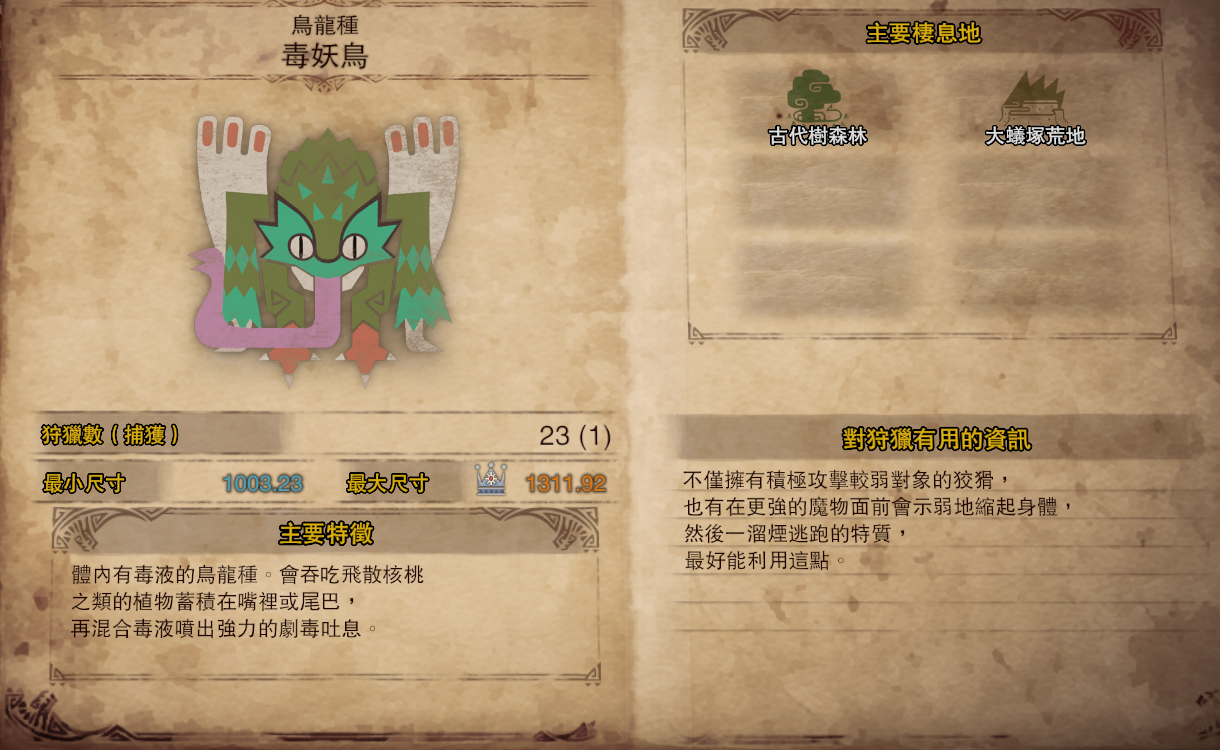 鳥龍種
毒妖鳥
狩獵數(捕獲)
23 (1)
最小尺寸
1003.23
最大尺寸
1311.92
主要特徵
體內有毒液的鳥龍種。會吞吃飛散核桃
之類的植物蓄積在嘴裡或尾巴，
再混合毒液噴出強力的劇毒吐息。
主要棲息地
古代樹森林
大蟻塚荒地
對狩獵有用的資訊
不僅擁有積極攻擊較弱對象的狡猾，
也有在更強的魔物面前會示弱地縮起身體，
然後一溜煙逃跑的特質，
最好能利用這點。